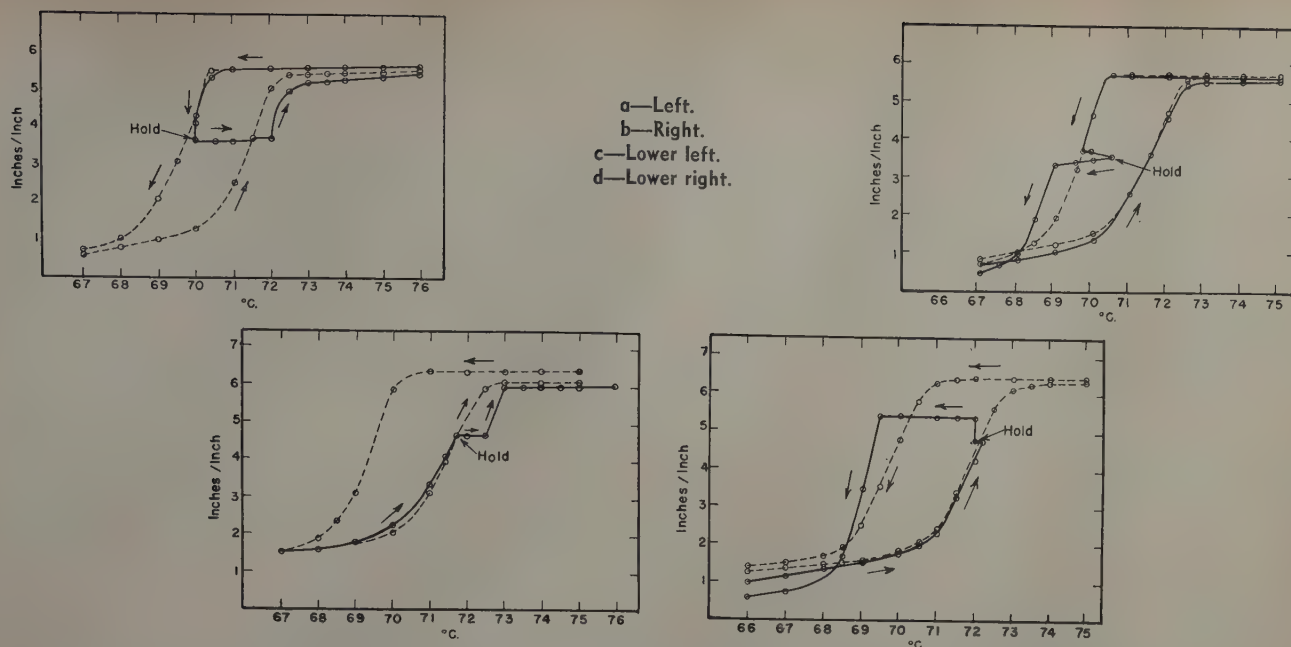 6
5
4
3
2
1
Inches/Inch
Hold
67 68 69 70 71 72 73 74 75 76
°C.
a—Left.
b—Right.
c—Lower left.
d—Lower right.
6
5
4
3
2
1
Inches/Inch
Hold
66 67 68 69 70 71 72 73 74 75
°C.
7
6
5
4
3
2
1
Inches/Inch
Hold
67 68 69 70 71 72 73 74 75 76
°C.
7
6
5
4
3
2
1
Inches/Inch
Hold
66 67 68 69 70 71 72 73 74 75
°C.